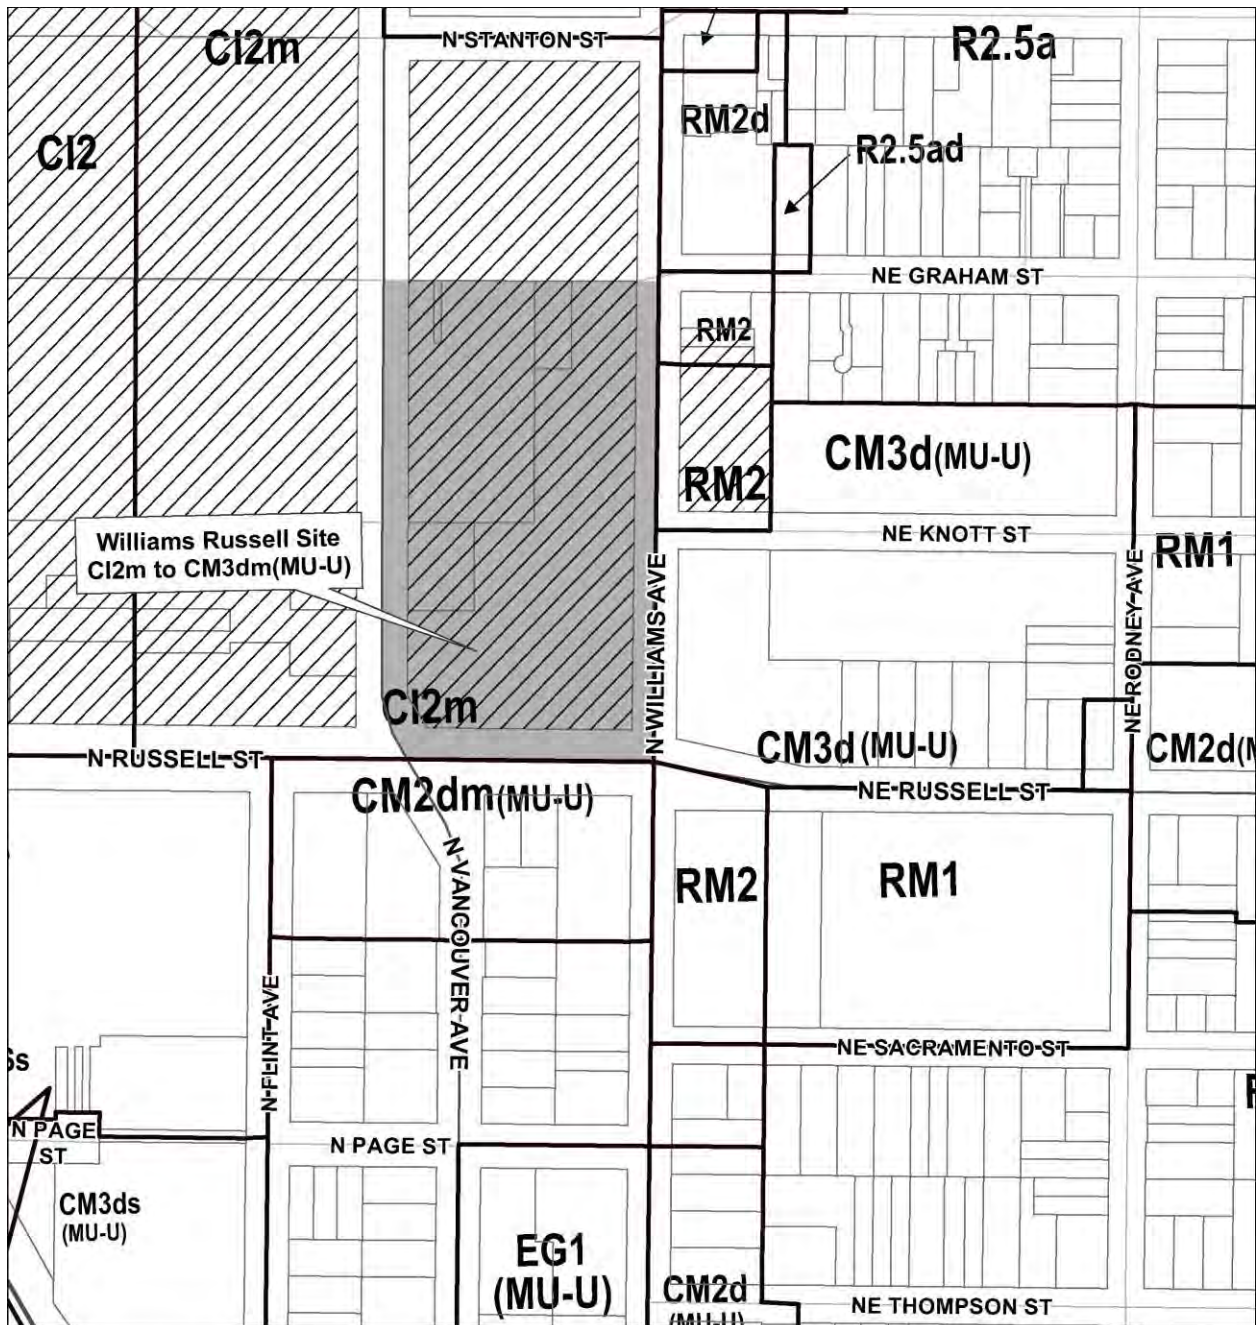 CI2m
N STANTON ST
R2.5a
RM2d
CI2
R2.5ad
NE GRAHAM ST
RM2
CM3d(MU-U)
RM2
Williams Russell Site
CI2m to CM3dm(MU-U)
NE KNOTT ST
RM1
N WILLIAMS AVE
NE RODNEY AVE
CI2m
N RUSSELL ST
CM3d (MU-U)
CM2d(M
CM2dm(MU-U)
NE RUSSELL ST
N VANCOUVER AVE
RM2
RM1
N FLINT AVE
NE SACRAMENTO ST
N PAGE
ST
N PAGE ST
CM3ds
(MU-U)
EG1
(MU-U)
CM2d
(MU-U)
NE THOMPSON ST